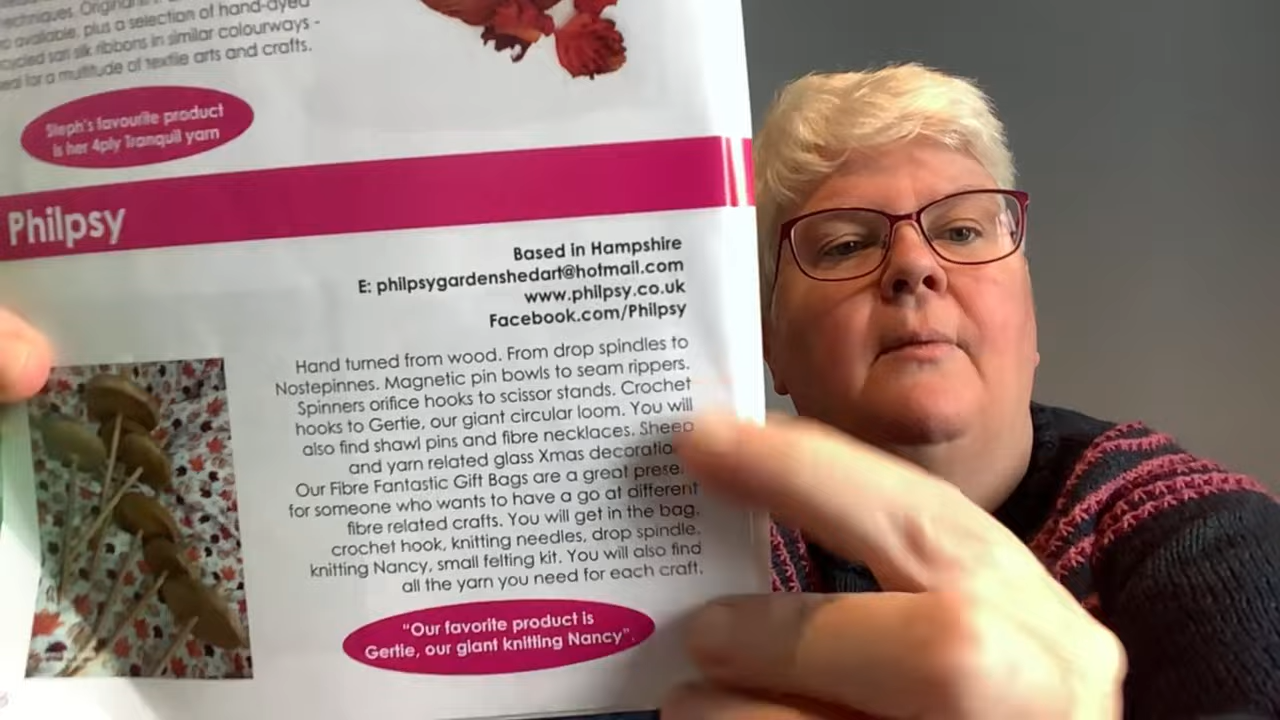 techniques.
available, plus a selection of hand-dyed
sari silk ribbons in similar colourways -
for a multitude of textile arts and crafts.
Steph's favourite product
is her 4ply Tranquil yarn
Philpsy
Based in Hampshire
E: philpsygardenshedart@hotmail.com
www.philpsy.co.uk
Facebook.com/Philpsy
Hand turned from wood. From drop spindles to
Nostepinnes. Magnetic pin bowls to seam rippers.
Spinners orifice hooks to scissor stands. Crochet
hooks to Gertie, our giant circular loom. You will
also find shawl pins and fibre necklaces. Sheep
and yarn related glass Xmas decoratio
Our Fibre Fantastic Gift Bags are a great prese
for someone who wants to have a go at different
fibre related crafts. You will get in the bag.
crochet hook, knitting needles, drop spindle.
knitting Nancy, small felting kit. You will also find
all the yarn you need for each craft.
"Our favorite product is
Gertie, our giant knitting Nancy".